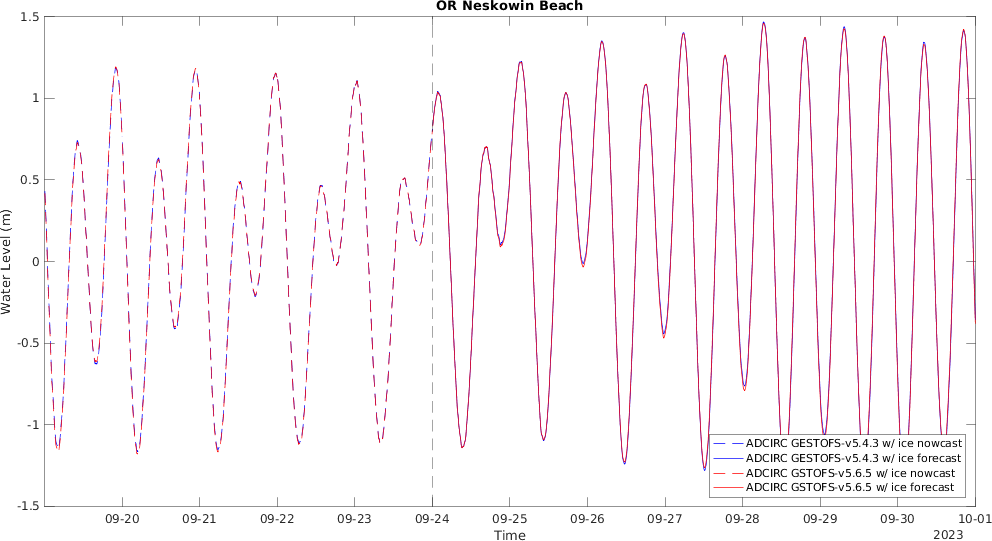 OR Neskowin Beach
1.5
1
0.5
0
-0.5
-1
-1.5
Water Level (m)
ADCIRC GESTOFS-v5.4.3 w/ ice nowcast
ADCIRC GESTOFS-v5.4.3 w/ ice forecast
ADCIRC GSTOFS-v5.6.5 w/ ice nowcast
ADCIRC GSTOFS-v5.6.5 w/ ice forecast
09-20 09-21 09-22 09-23 09-24 09-25 09-26 09-27 09-28 09-29 09-30 10-01
Time
2023